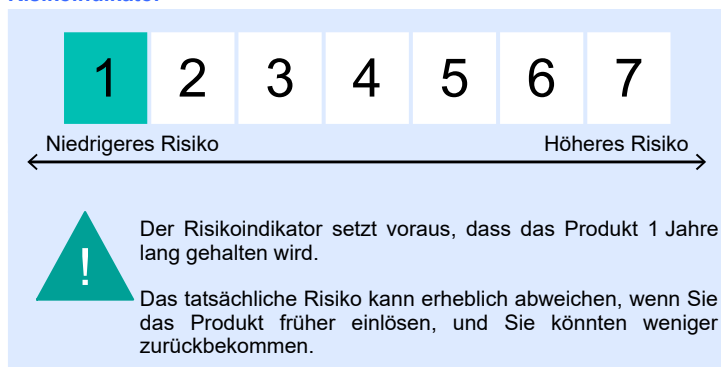 Risikoindikator
1 2 3 4 5 6 7
Niedrigeres Risiko Höheres Risiko
!
Der Risikoindikator setzt voraus, dass das Produkt 1 Jahre
lang gehalten wird.
Das tatsächliche Risiko kann erheblich abweichen, wenn Sie
das Produkt früher einlösen, und Sie könnten weniger
zurückbekommen.